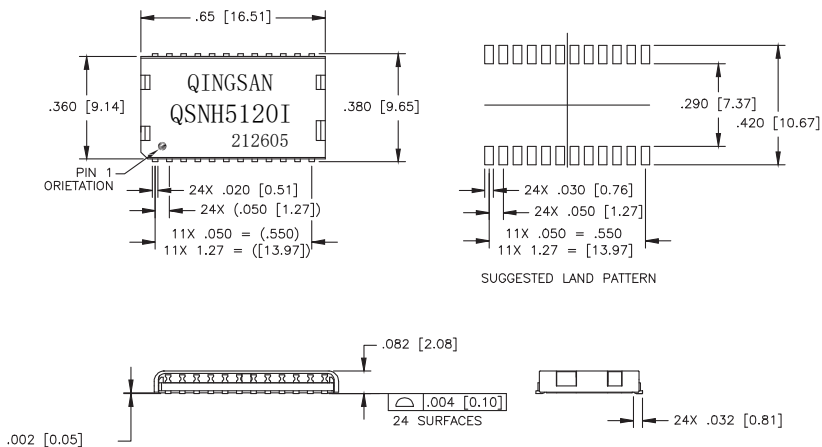 .65 [16.51]
QINGSAN
QSNH5120I
212605
.360 [9.14]
.380 [9.65]
PIN 1
ORIETATION
24X .020 [0.51]
24X (.050 [1.27])
11X .050 = (.550)
11X 1.27 = ([13.97])
.290 [7.37]
.420 [10.67]
24X .030 [0.76]
24X .050 [1.27]
11X .050 = .550
11X 1.27 = [13.97]
SUGGESTED LAND PATTERN
.082 [2.08]
.004 [0.10]
24 SURFACES
24X .032 [0.81]
.002 [0.05]